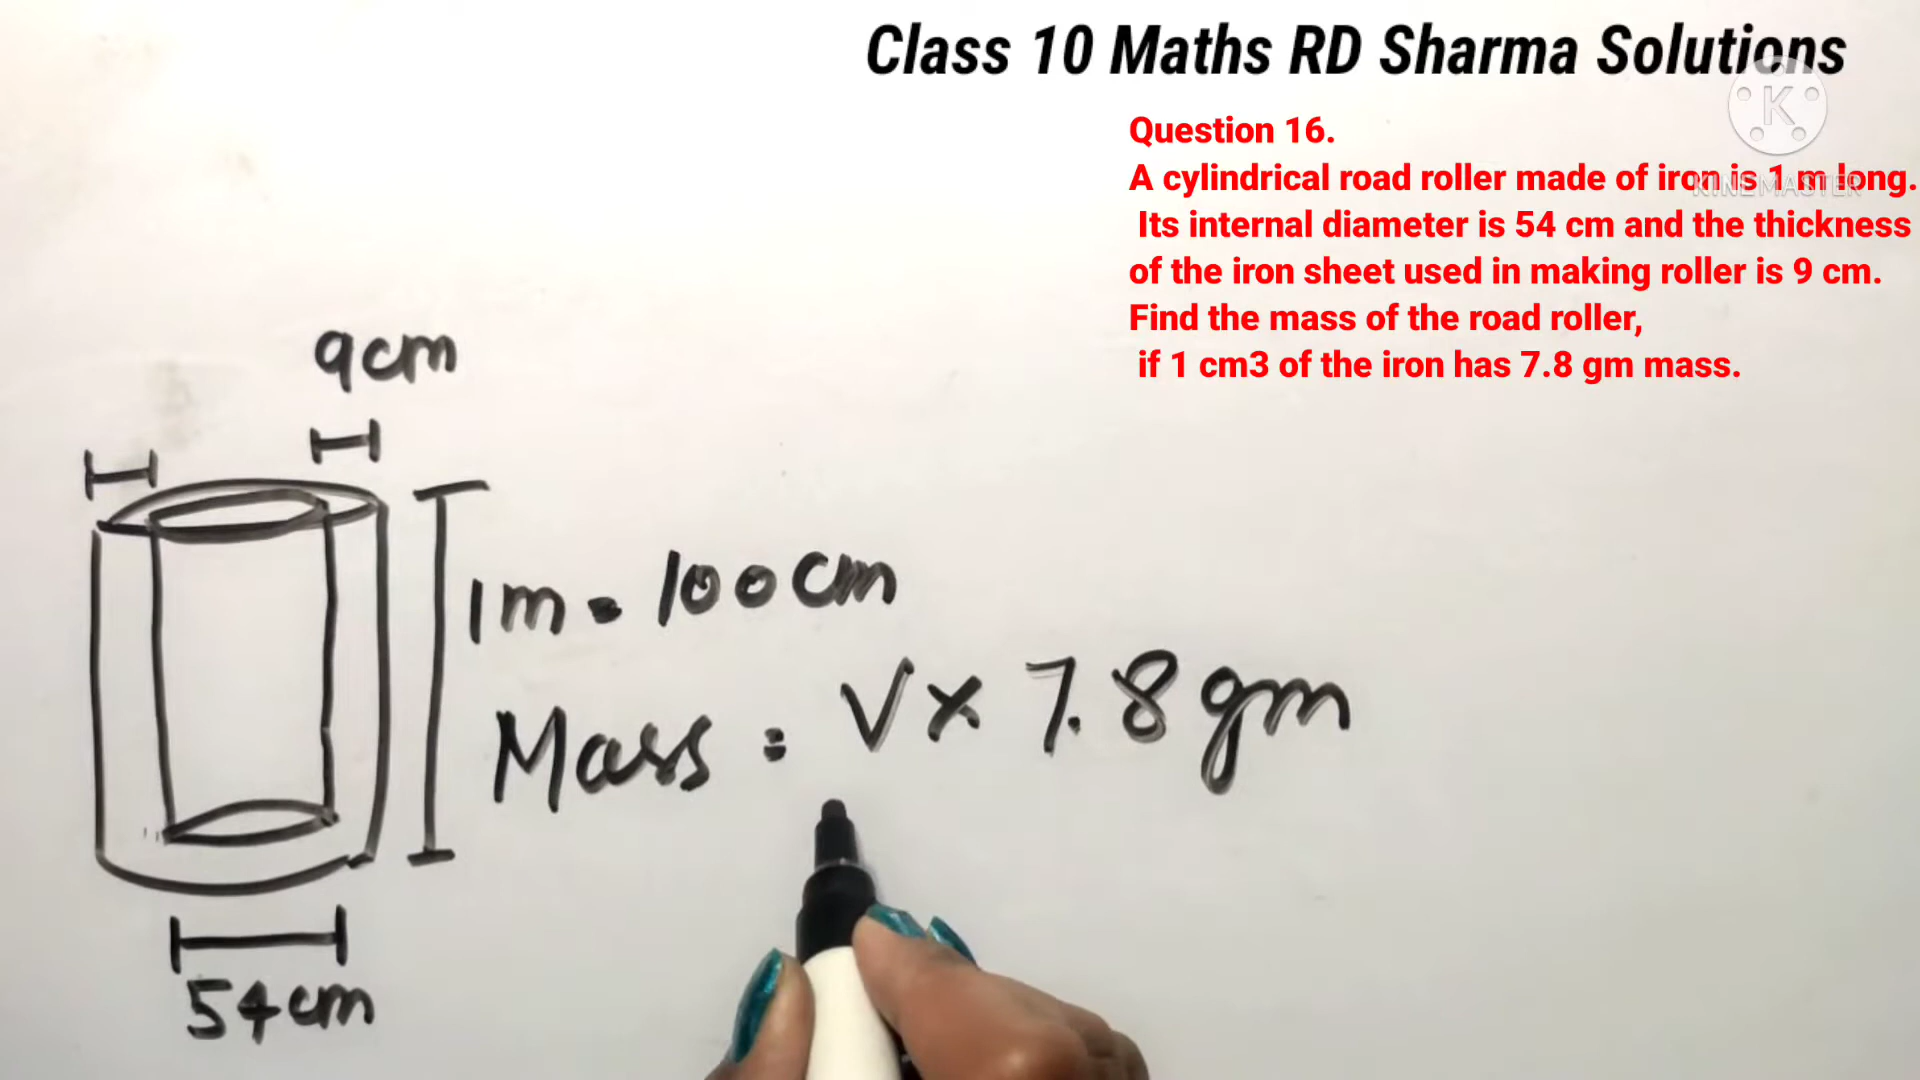 Class 10 Maths RD Sharma Solutions
K
KINEMASTER
Question 16.
A cylindrical road roller made of iron is 1 m long.
Its internal diameter is 54 cm and the thickness
of the iron sheet used in making roller is 9 cm.
Find the mass of the road roller,
if 1 cm3 of the iron has 7.8 gm mass.
9cm
1m = 100cm
Mass = V x 7.8gm
54cm